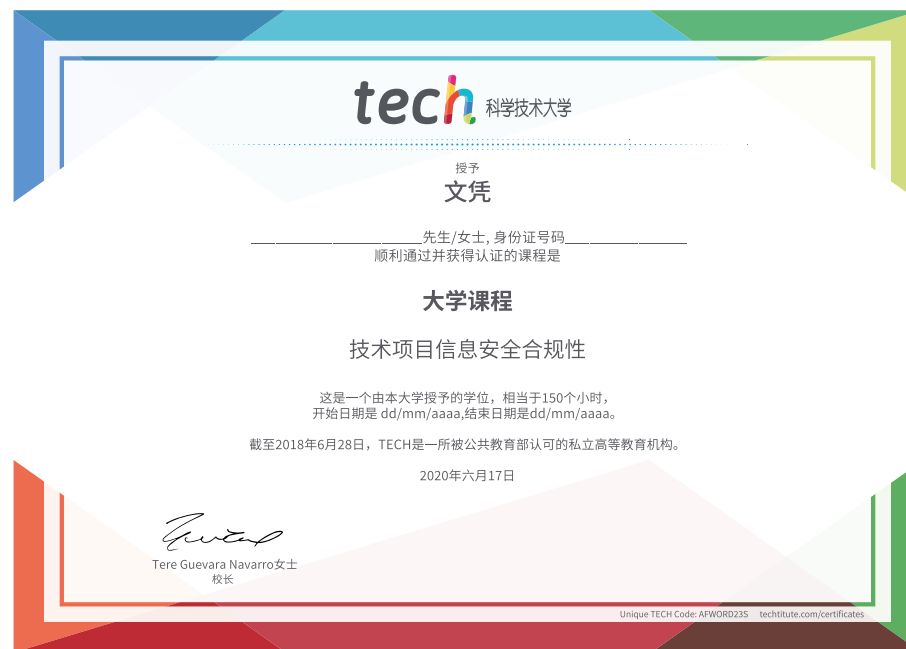 tech 科学技术大学
授予
文凭
______________________先生/女士, 身份证号码_______________
顺利通过并获得认证的课程是
大学课程
技术项目信息安全合规性
这是一个由本大学授予的学位，相当于150个小时，
开始日期是 dd/mm/aaaa,结束日期是dd/mm/aaaa。
截至2018年6月28日，TECH是一所被公共教育部认可的私立高等教育机构。
2020年六月17日
Tere Guevara Navarro女士
校长
Unique TECH Code: AFWORD23S techtitute.com/certificates